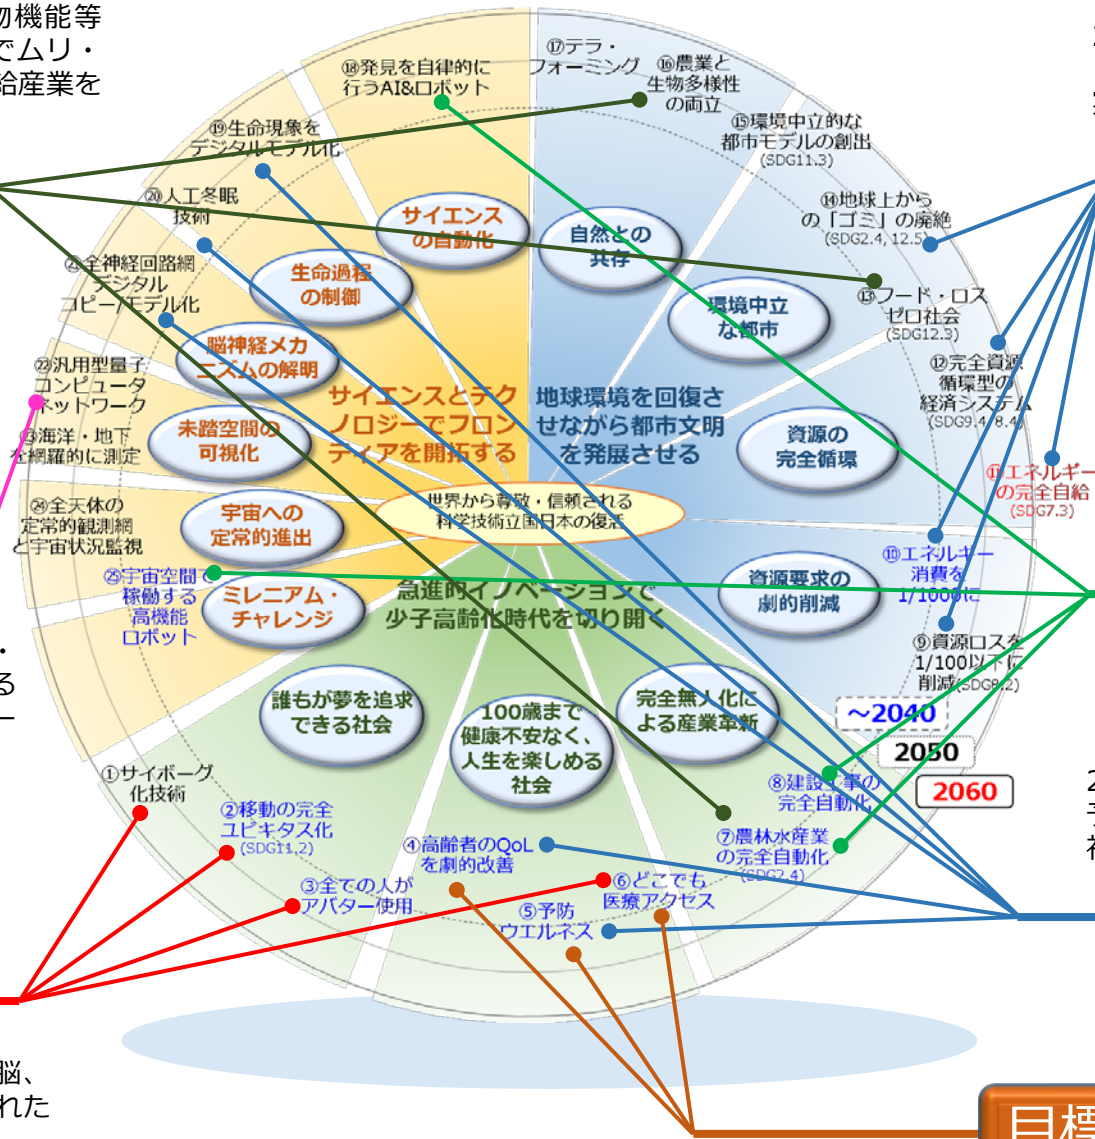 物機能等
でムリ・
給産業を
⑱発見を自律的に
行うAI&ロボット
⑰テラ・
フォーミング
⑯農業と
生物多様性
の両立
⑮環境中立的な
都市モデルの創出
(SDG11.3)
⑲生命現象を
デジタルモデル化
⑳人工冬眠
技術
⑭地球上から
の「ゴミ」の廃絶
(SDG2.4, 12.5)
全神経回路網
デジタル
コピー/モデル化
⑬フード・ロス
ゼロ社会
(SDG12.3)
㉒汎用型量子
コンピュータ
ネットワーク
⑫完全資源
循環型の
経済システム
(SDG9.4, 8.4)
海洋・地下
を網羅的に測定
⑪エネルギー
の完全自給
(SDG7.3)
㉔全天体の
定常的観測網
と宇宙状況監視
⑩エネルギー
消費を
1/1000に
㉕宇宙空間で
稼働する
高機能
ロボット
⑨資源ロスを
1/100以下に
削減(SDG8.2)
サイエンス
の自動化
自然との
共存
生命過程
の制御
環境中立
な都市
脳神経メカ
ニズムの解明
未踏空間の
可視化
資源の
完全循環
宇宙への
定常的進出
ミレニアム・
チャレンジ
資源要求の
劇的削減
サイエンスとテク
ノロジーでフロン
ティアを開拓する
地球環境を回復さ
せながら都市文明
を発展させる
世界から尊敬・信頼される
科学技術立国日本の復活
急進的イノベーションで
少子高齢化時代を切り開く
誰もが夢を追求
できる社会
100歳まで
健康不安なく、
人生を楽しめる
社会
完全無人化に
よる産業革新
～2040
2050
2060
①サイボーグ
化技術
②移動の完全
ユビキタス化
(SDG11.2)
③全ての人が
アバター使用
④高齢者のQoL
を劇的改善
⑤予防
ウエルネス
⑥どこでも
医療アクセス
⑦農林水産業
の完全自動化
(SDG2.4)
⑧建設工事の
完全自動化
・
る
ー
脳、
れた
2
目標